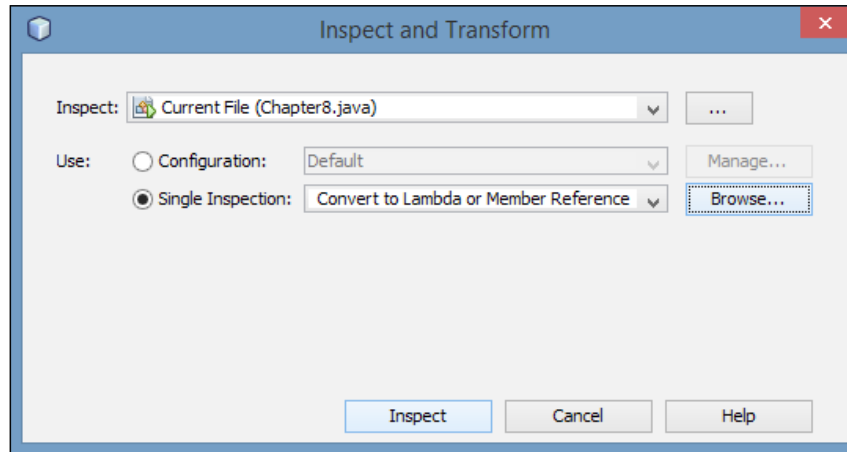 Inspect and Transform
Inspect: Current File (Chapter8.java) ...
Use: Configuration: Default Manage...
Single Inspection: Convert to Lambda or Member Reference Browse...
Inspect Cancel Help